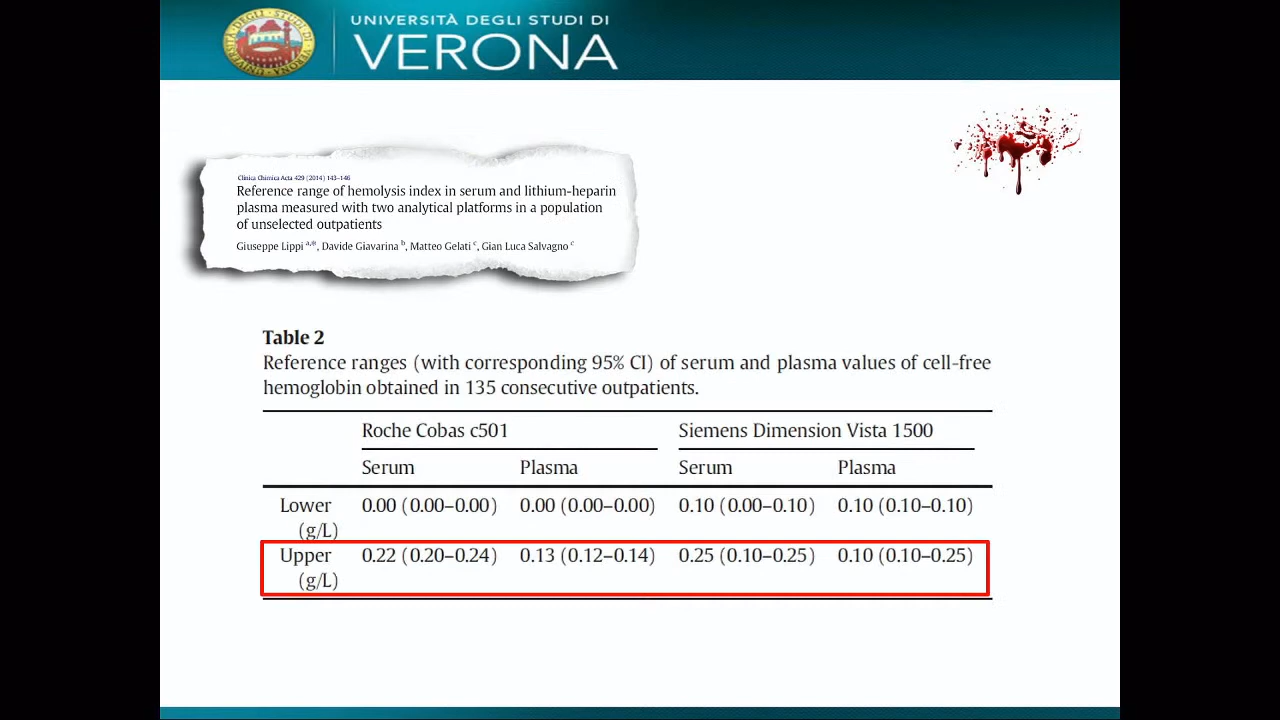 UNIVERSITÀ DEGLI STUDI DI
VERONA
Clinica Chimica Acta 429 (2014) 143–146
Reference range of hemolysis index in serum and lithium-heparin
plasma measured with two analytical platforms in a population
of unselected outpatients
Giuseppe Lippi a,*, Davide Giavarina b, Matteo Gelati c, Gian Luca Salvagno c
Table 2
Reference ranges (with corresponding 95% CI) of serum and plasma values of cell-free
hemoglobin obtained in 135 consecutive outpatients.
Roche Cobas c501 Siemens Dimension Vista 1500
Serum Plasma Serum Plasma
Lower 0.00 (0.00–0.00) 0.00 (0.00–0.00) 0.10 (0.00–0.10) 0.10 (0.10–0.10)
(g/L)
Upper 0.22 (0.20–0.24) 0.13 (0.12–0.14) 0.25 (0.10–0.25) 0.10 (0.10–0.25)
(g/L)